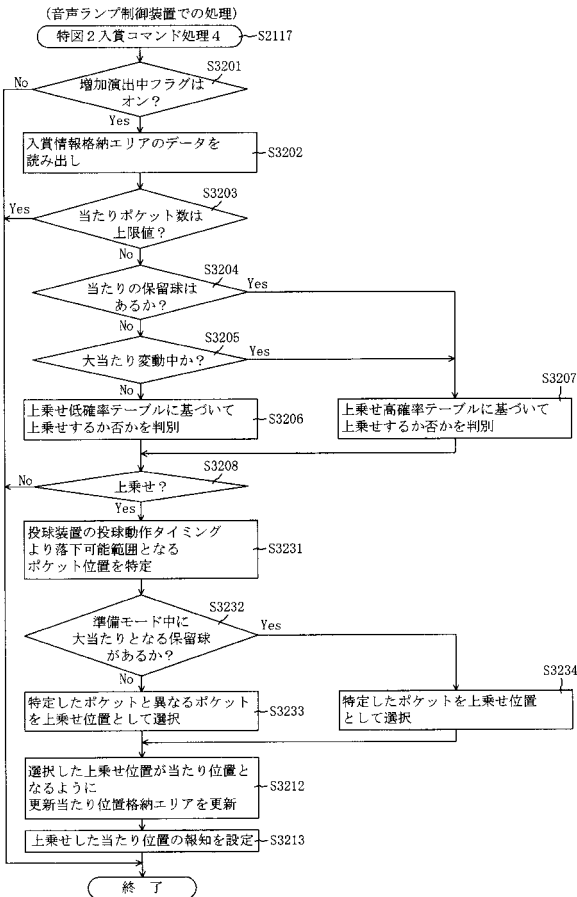 (音声ランプ制御装置での処理)
特図2入賞コマンド処理4
S2117
S3201
増加演出中フラグは
オン?
No
Yes
入賞情報格納エリアのデータを
読み出し
S3202
S3203
当たりポケット数は
上限値?
Yes
No
S3204
当たりの保留球は
あるか?
Yes
No
S3205
大当たり変動中か?
Yes
No
上乗せ低確率テーブルに基づいて
上乗せするか否かを判別
S3206
S3207
上乗せ高確率テーブルに基づいて
上乗せするか否かを判別
S3208
上乗せ?
No
Yes
投球装置の投球動作タイミング
より落下可能範囲となる
ポケット位置を特定
S3231
S3232
準備モード中に
大当たりとなる保留球
があるか?
Yes
No
特定したポケットと異なるポケット
を上乗せ位置として選択
S3233
S3234
特定したポケットを上乗せ位置
として選択
選択した上乗せ位置が当たり位置と
なるように
更新当たり位置格納エリアを更新
S3212
上乗せした当たり位置の報知を設定
S3213
終 了